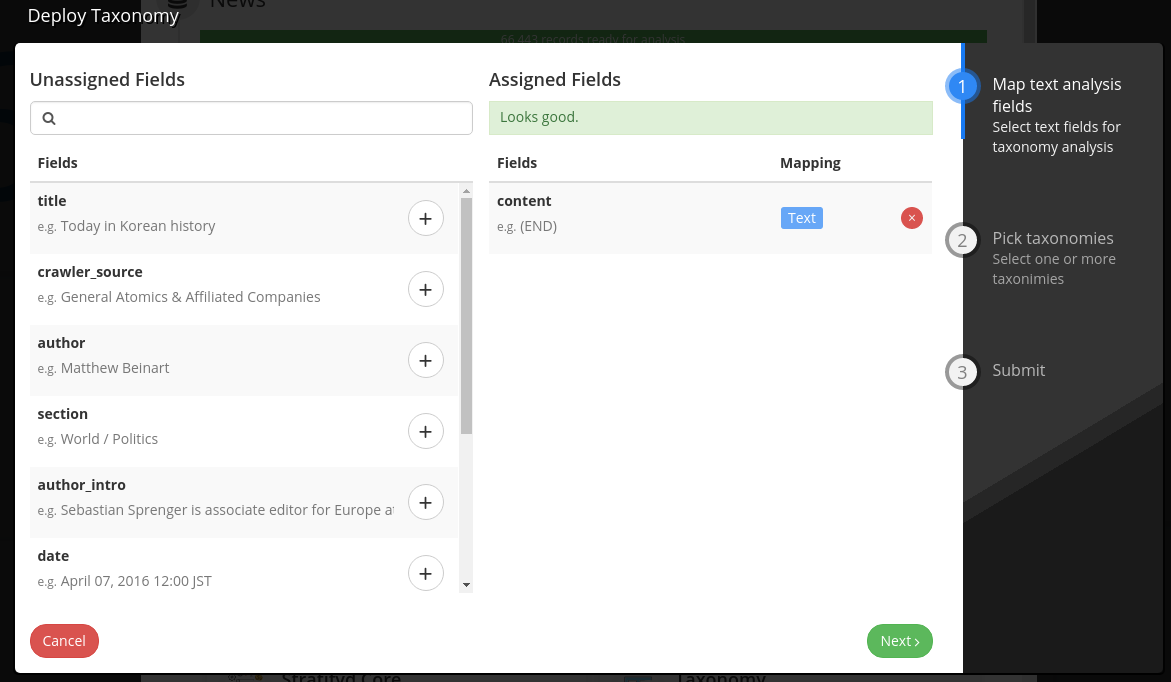 News
Deploy Taxonomy
66,443 records ready for analysis
Unassigned Fields
Fields
title
e.g. Today in Korean history
+
crawler_source
e.g. General Atomics & Affiliated Companies
+
author
e.g. Matthew Beinart
+
section
e.g. World / Politics
+
author_intro
e.g. Sebastian Sprenger is associate editor for Europe at
+
date
e.g. April 07, 2016 12:00 JST
+
Assigned Fields
Looks good.
Fields Mapping
content
e.g. (END)
Text
×
1
Map text analysis
fields
Select text fields for
taxonomy analysis
2
Pick taxonomies
Select one or more
taxonimies
3
Submit
Cancel
Next ›
Stratifyd Core
Taxonomy